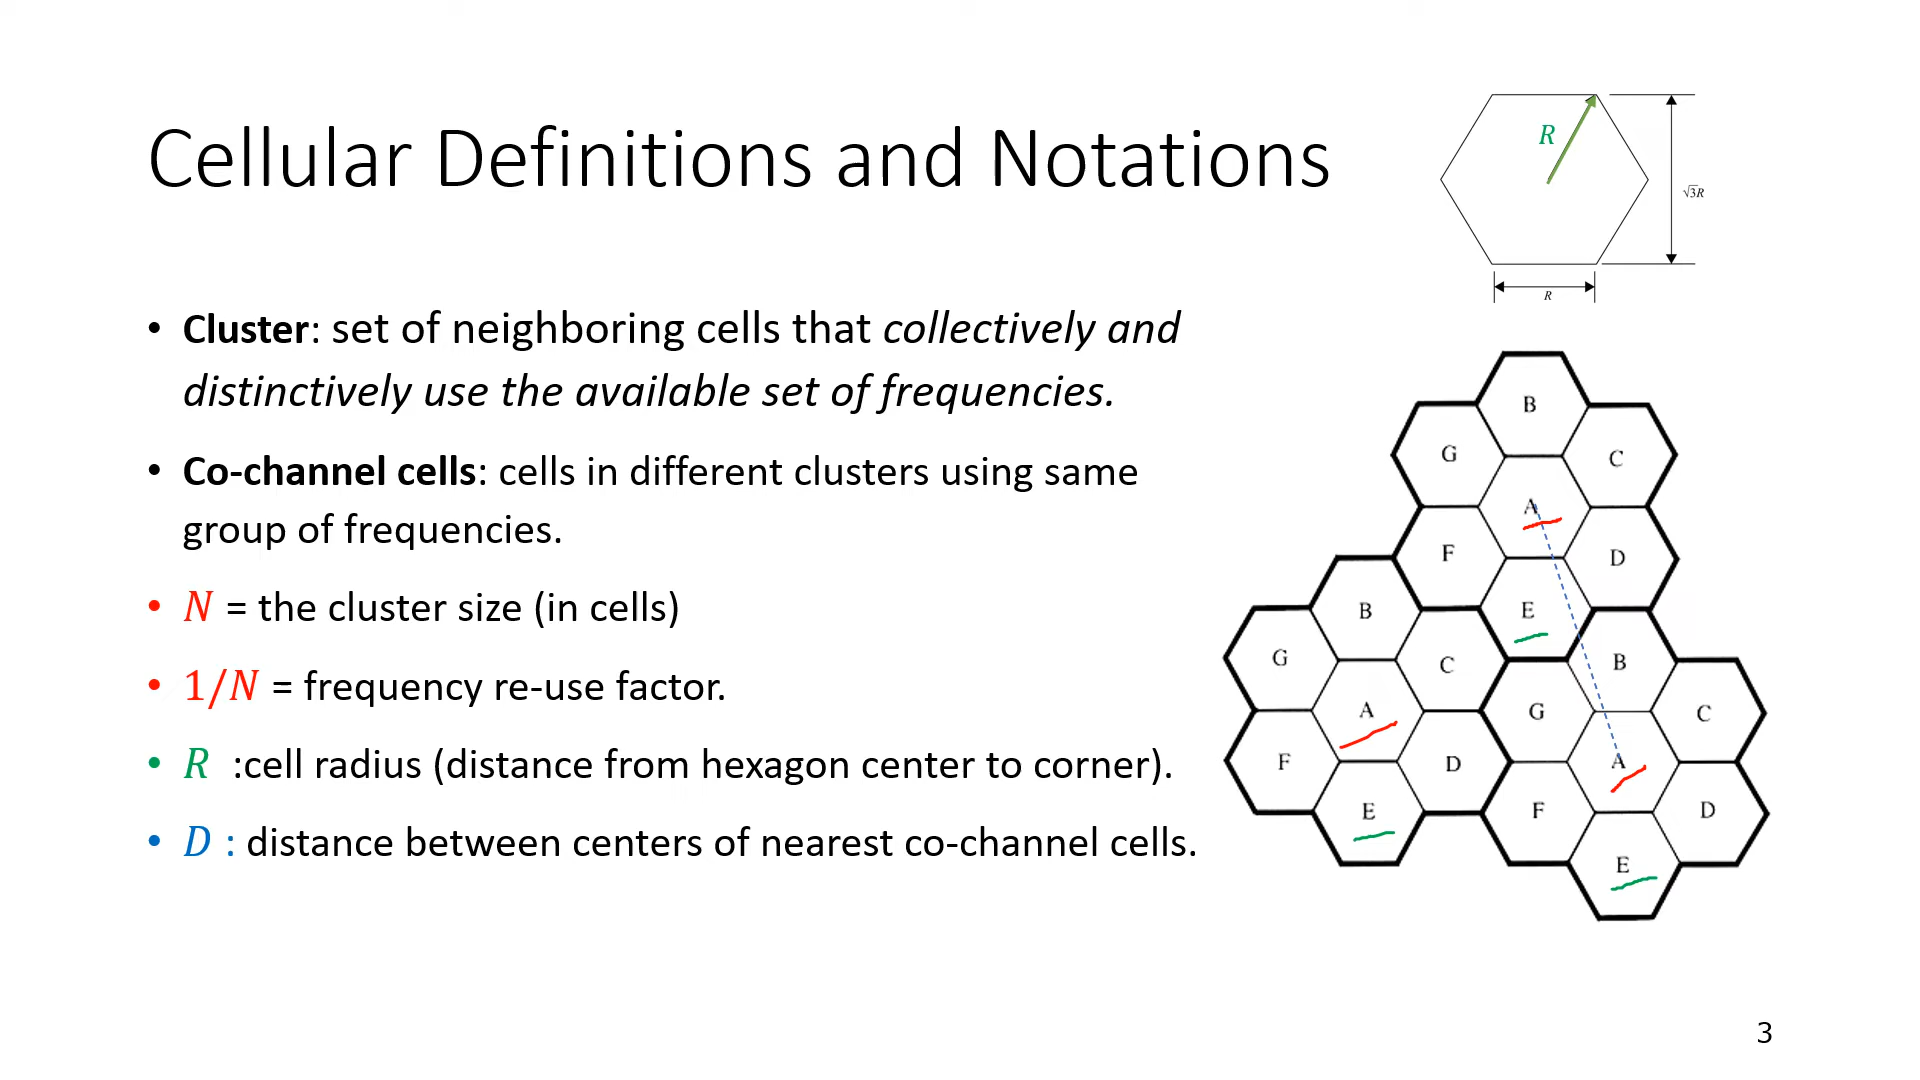 Cellular Definitions and Notations
• Cluster: set of neighboring cells that collectively and
distinctively use the available set of frequencies.
• Co-channel cells: cells in different clusters using same
group of frequencies.
• N = the cluster size (in cells)
• 1/N = frequency re-use factor.
• R :cell radius (distance from hexagon center to corner).
• D : distance between centers of nearest co-channel cells.
R
√3R
R
B
G
C
A
F
D
E
B
G
C
A
F
D
E
B
G
C
A
F
D
E
3